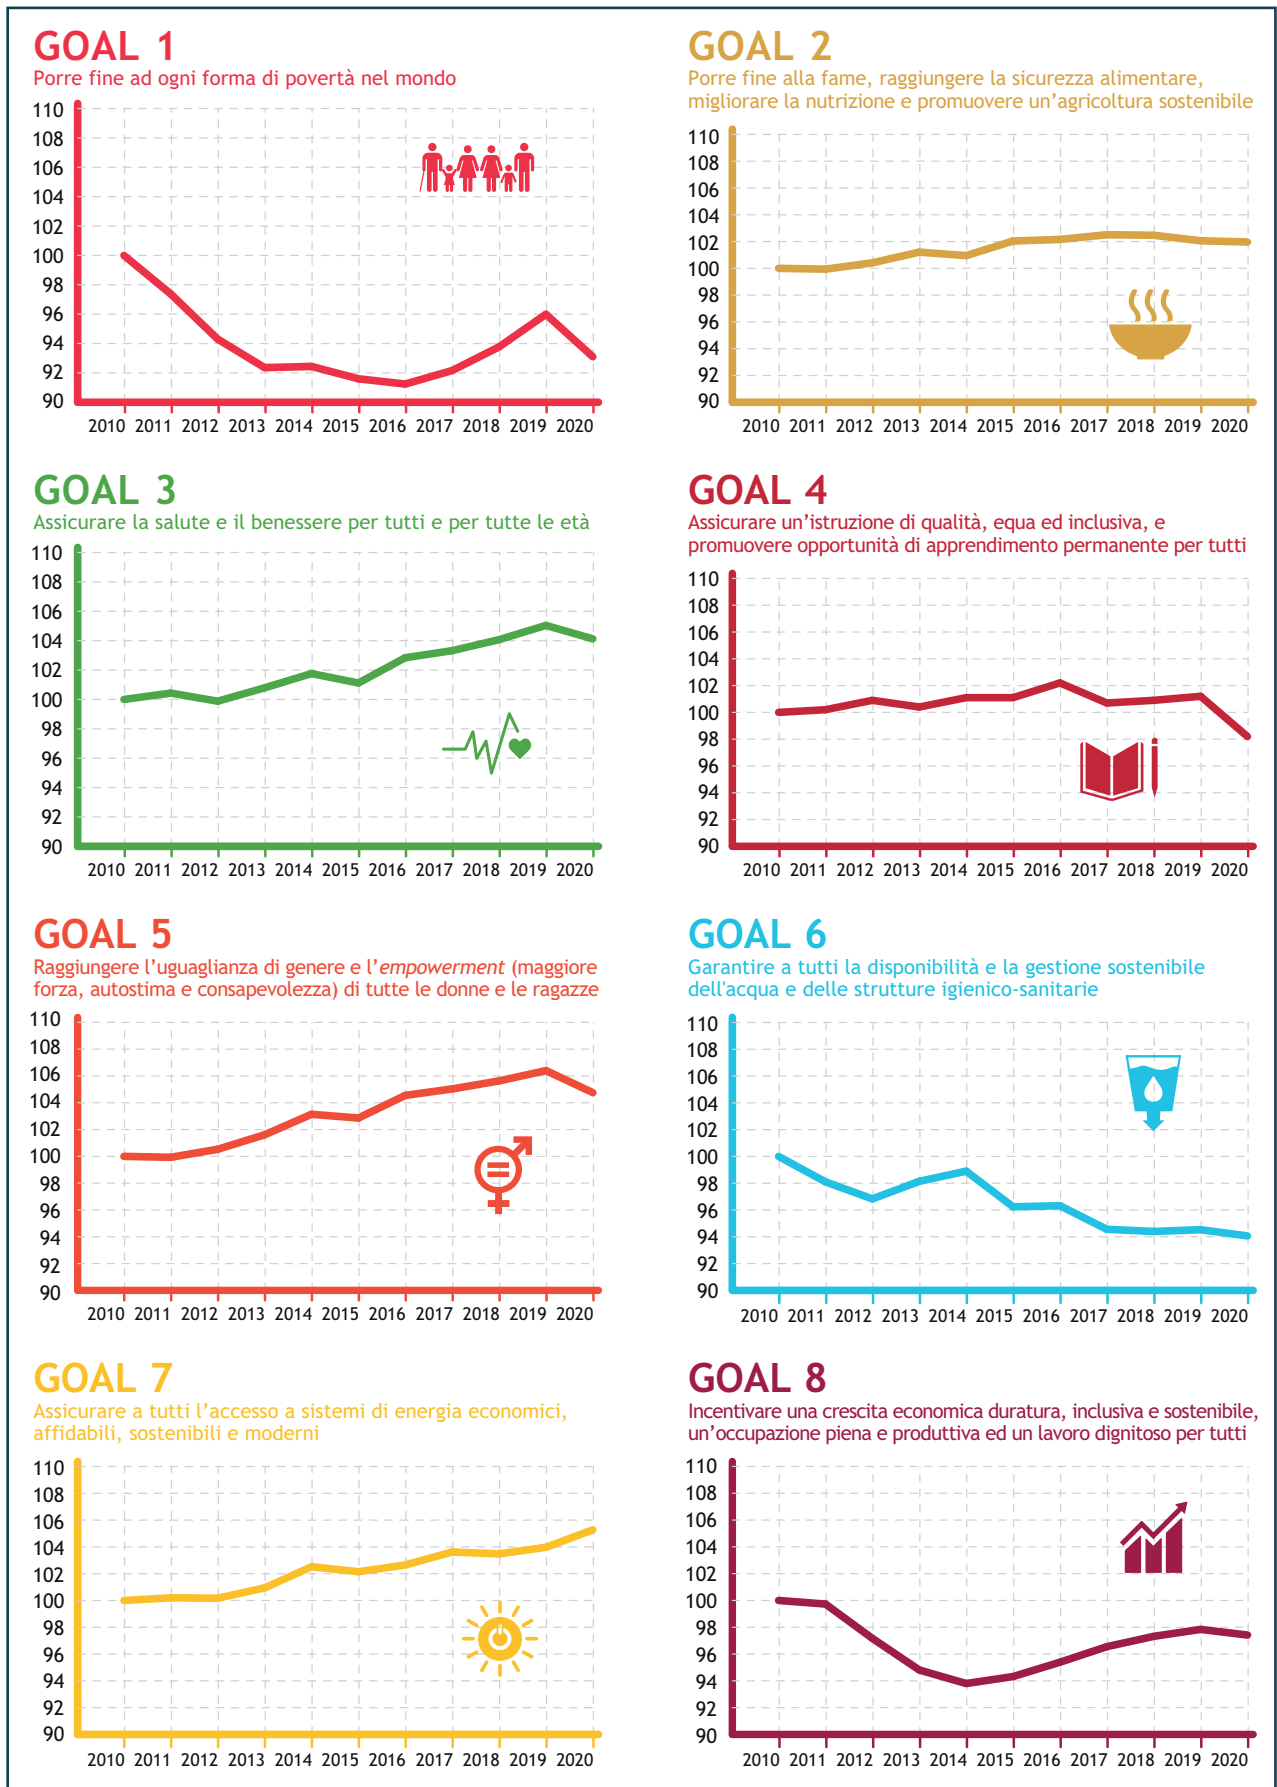 GOAL 1
Porre fine ad ogni forma di povertà nel mondo
110
108
106
104
102
100
98
96
94
92
90
2010 2011 2012 2013 2014 2015 2016 2017 2018 2019 2020
GOAL 2
Porre fine alla fame, raggiungere la sicurezza alimentare,
migliorare la nutrizione e promuovere un’agricoltura sostenibile
110
108
106
104
102
100
98
96
94
92
90
2010 2011 2012 2013 2014 2015 2016 2017 2018 2019 2020
GOAL 3
Assicurare la salute e il benessere per tutti e per tutte le età
110
108
106
104
102
100
98
96
94
92
90
2010 2011 2012 2013 2014 2015 2016 2017 2018 2019 2020
GOAL 4
Assicurare un’istruzione di qualità, equa ed inclusiva, e
promuovere opportunità di apprendimento permanente per tutti
110
108
106
104
102
100
98
96
94
92
90
2010 2011 2012 2013 2014 2015 2016 2017 2018 2019 2020
GOAL 5
Raggiungere l’uguaglianza di genere e l’empowerment (maggiore
forza, autostima e consapevolezza) di tutte le donne e le ragazze
110
108
106
104
102
100
98
96
94
92
90
2010 2011 2012 2013 2014 2015 2016 2017 2018 2019 2020
GOAL 6
Garantire a tutti la disponibilità e la gestione sostenibile
dell'acqua e delle strutture igienico-sanitarie
110
108
106
104
102
100
98
96
94
92
90
2010 2011 2012 2013 2014 2015 2016 2017 2018 2019 2020
GOAL 7
Assicurare a tutti l’accesso a sistemi di energia economici,
affidabili, sostenibili e moderni
110
108
106
104
102
100
98
96
94
92
90
2010 2011 2012 2013 2014 2015 2016 2017 2018 2019 2020
GOAL 8
Incentivare una crescita economica duratura, inclusiva e sostenibile,
un’occupazione piena e produttiva ed un lavoro dignitoso per tutti
110
108
106
104
102
100
98
96
94
92
90
2010 2011 2012 2013 2014 2015 2016 2017 2018 2019 2020